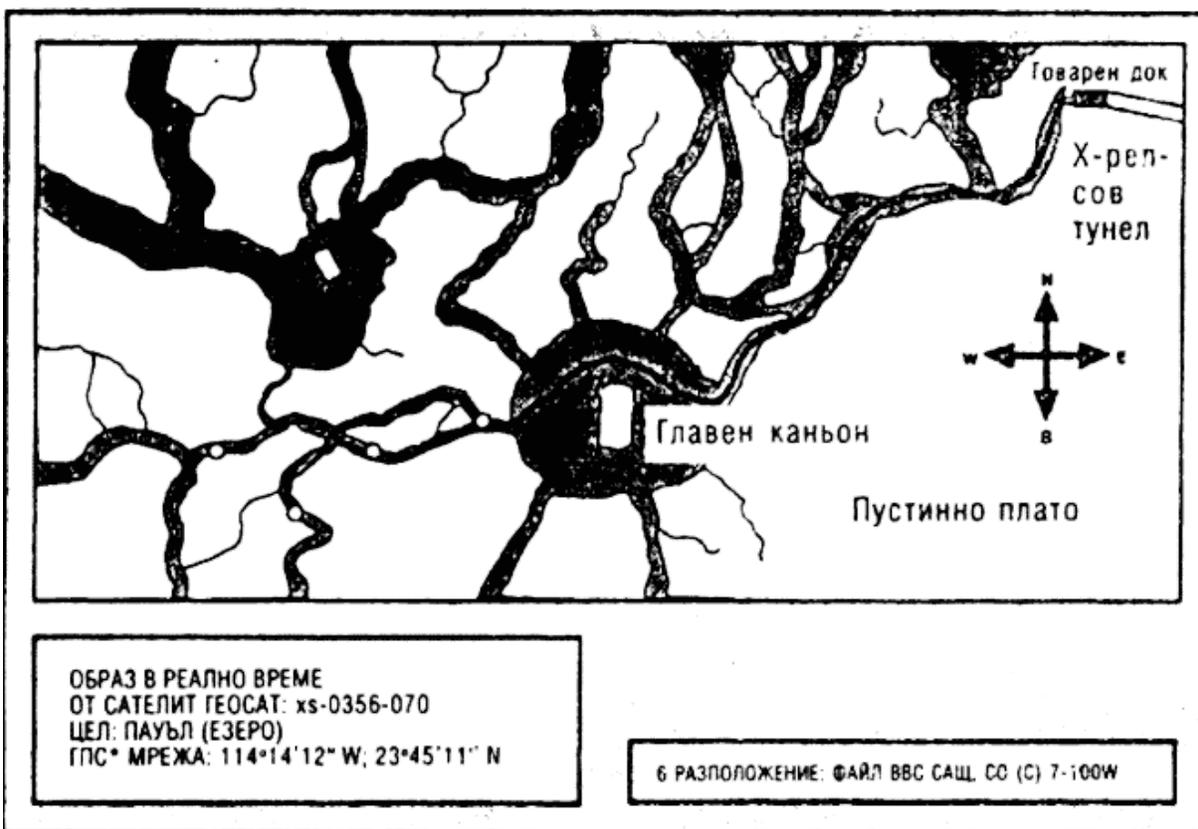 Товарен док
Х-рел-
сов
тунел
N
W E
Главен каньон
В
Пустинно плато
ОБРАЗ В РЕАЛНО ВРЕМЕ
ОТ САТЕЛИТ ГЕОСАТ: xs-0356-070
ЦЕЛ: ПАУЪЛ (ЕЗЕРО)
ГПС* МРЕЖА: 114°14'12" W; 23°45'11" N
6 РАЗПОЛОЖЕНИЕ: ФАЙЛ ВВС САЩ. СО (С) 7-100W